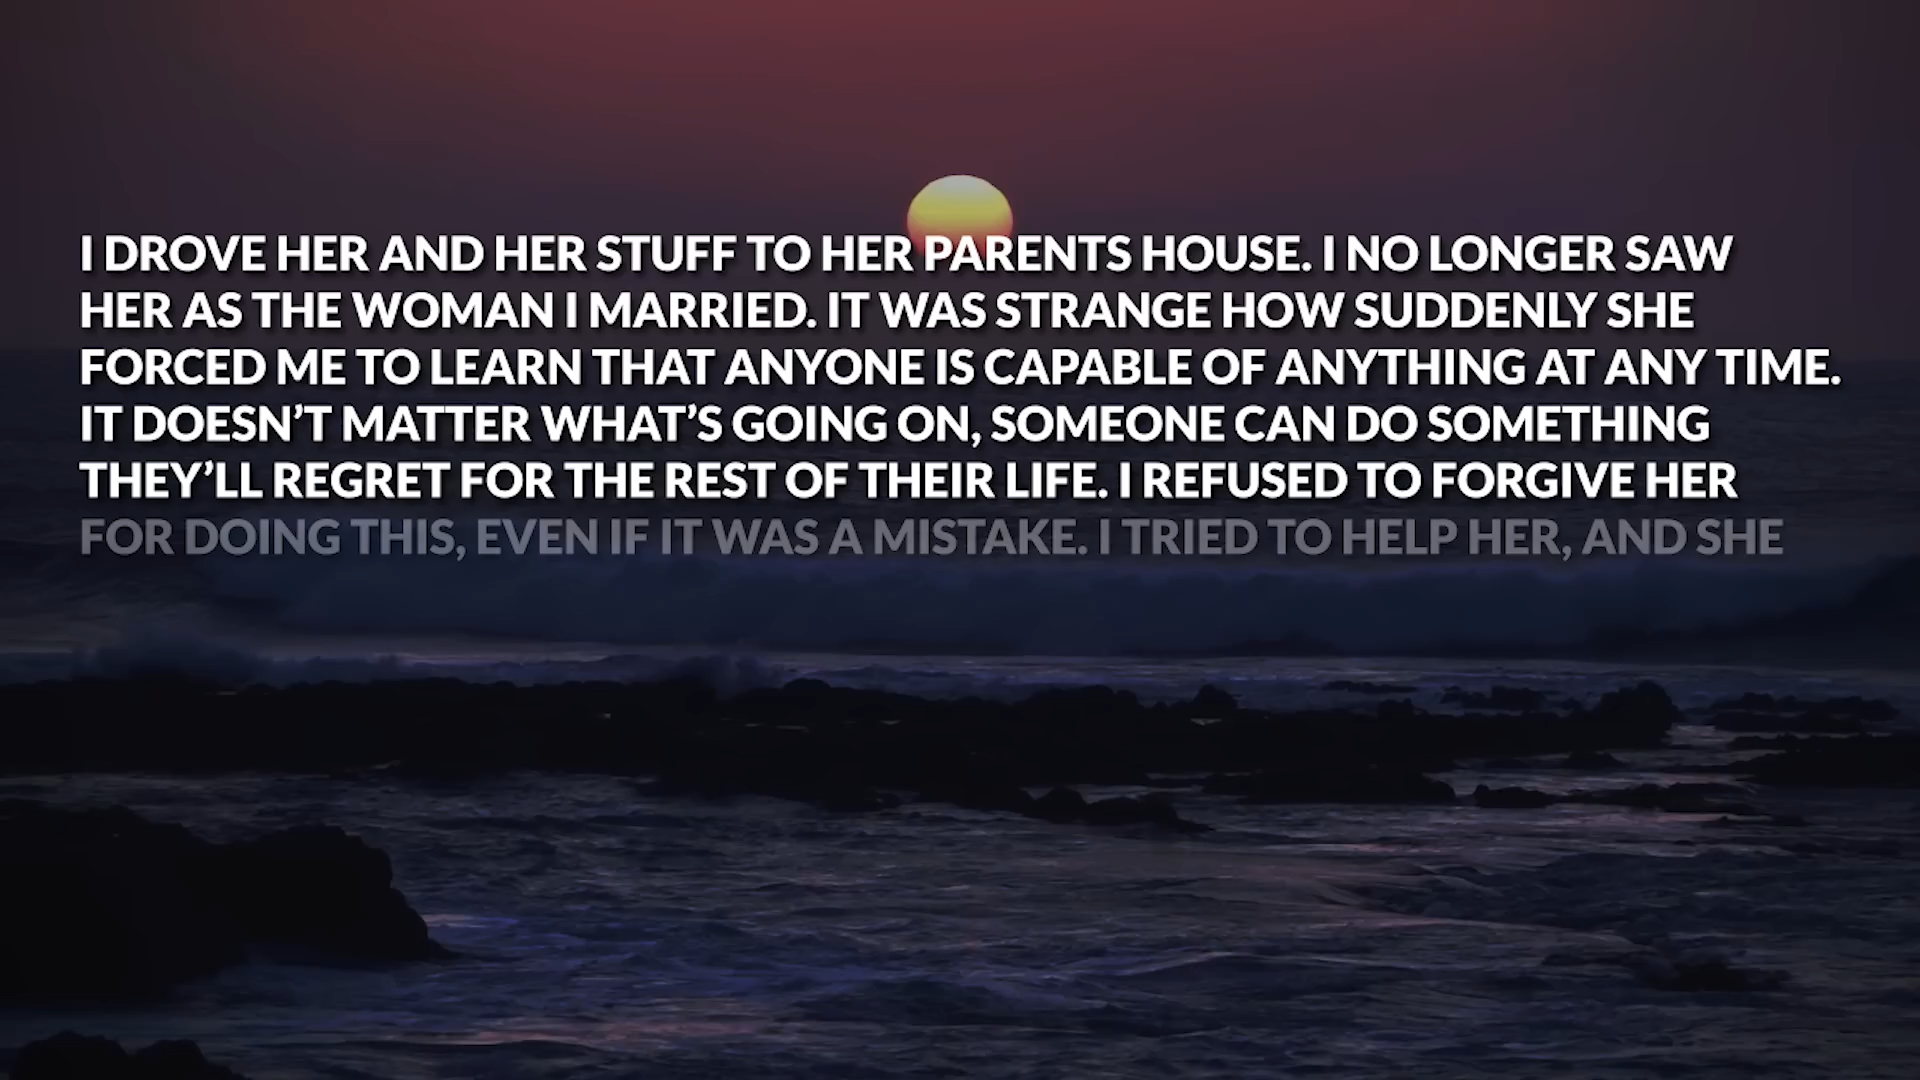 I DROVE HER AND HER STUFF TO HER PARENTS HOUSE. I NO LONGER SAW
HER AS THE WOMAN I MARRIED. IT WAS STRANGE HOW SUDDENLY SHE
FORCED ME TO LEARN THAT ANYONE IS CAPABLE OF ANYTHING AT ANY TIME.
IT DOESN’T MATTER WHAT’S GOING ON, SOMEONE CAN DO SOMETHING
THEY’LL REGRET FOR THE REST OF THEIR LIFE. I REFUSED TO FORGIVE HER
FOR DOING THIS, EVEN IF IT WAS A MISTAKE. I TRIED TO HELP HER, AND SHE